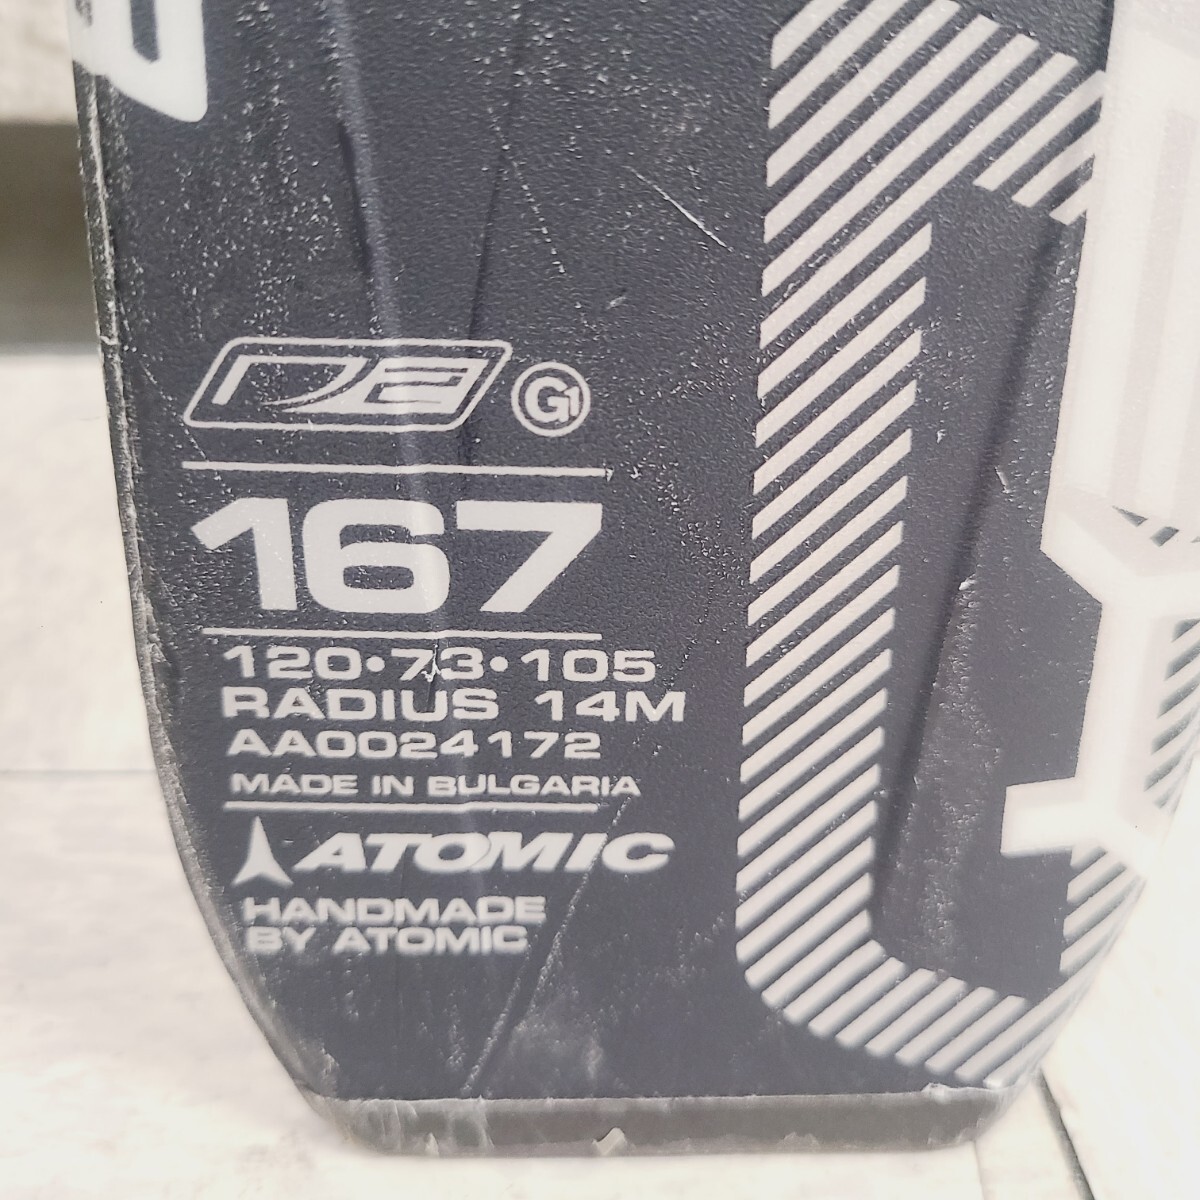 G1
167
120•73•105
RADIUS 14M
AA0024172
MADE IN BULGARIA
ATOMIC
HANDMADE
BY ATOMIC